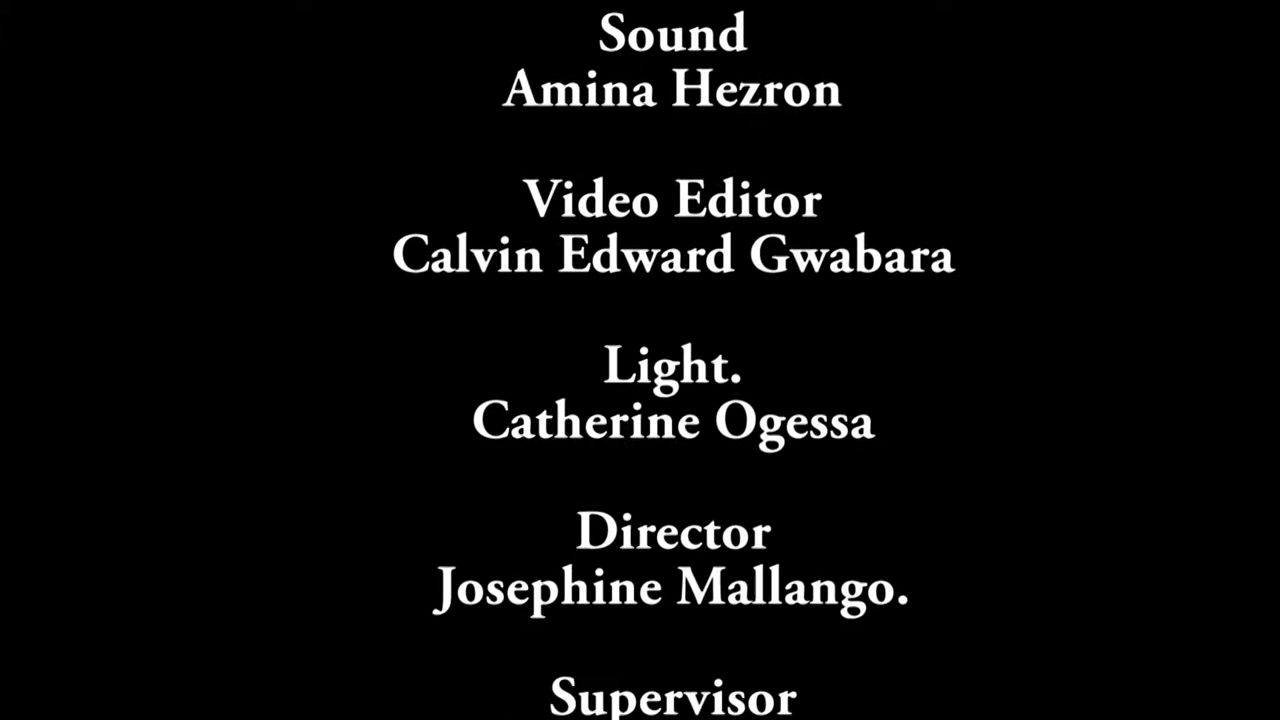 Sound
Amina Hezron
Video Editor
Calvin Edward Gwabara
Light.
Catherine Ogessa
Director
Josephine Mallango.
Supervisor